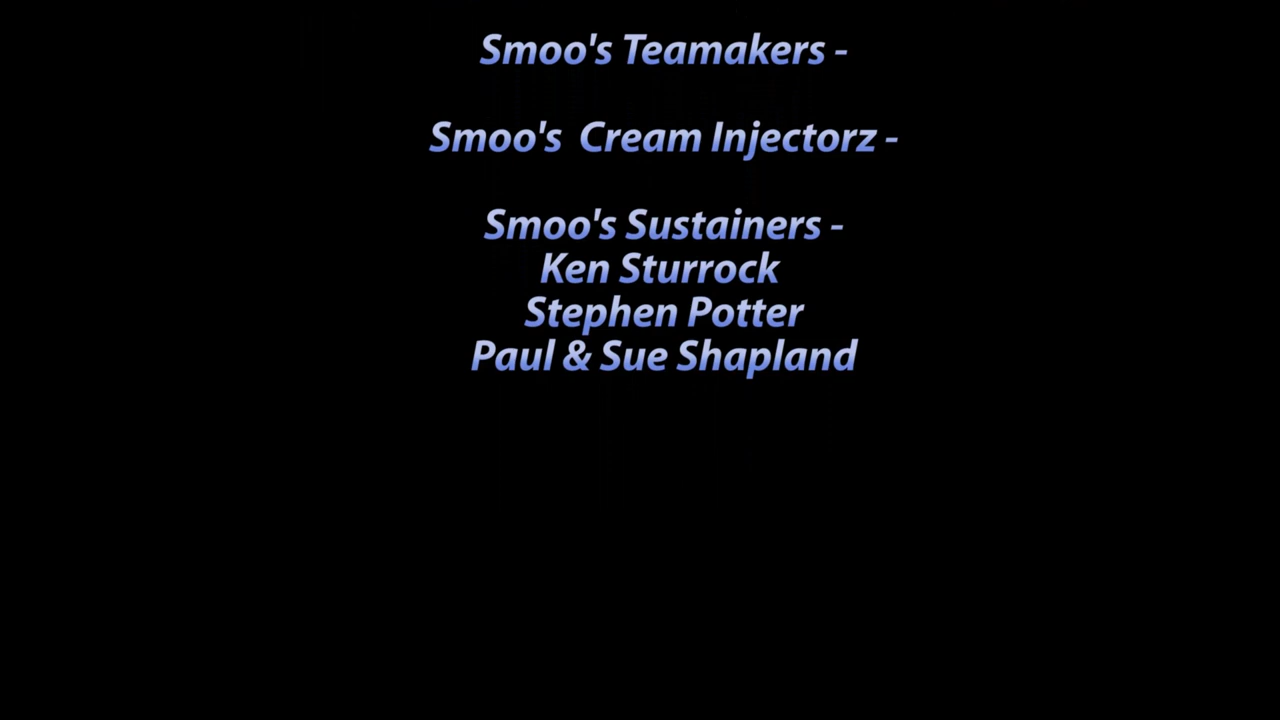 Smoo's Teamakers -
Smoo's  Cream Injectorz -
Smoo's Sustainers -
Ken Sturrock
Stephen Potter
Paul & Sue Shapland